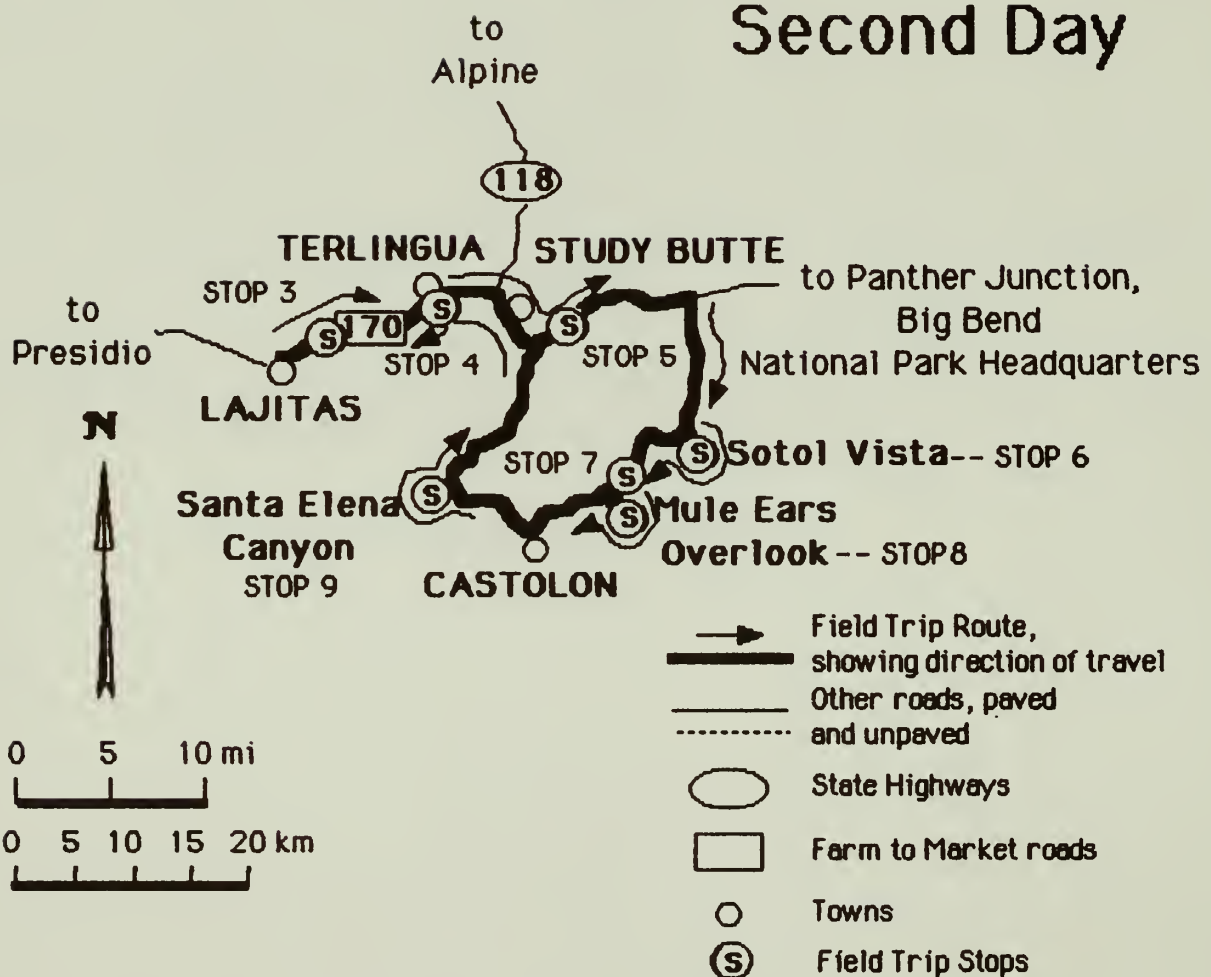 Second Day
to
Alpine
118
TERLINGUA
STUDY BUTTE
STOP 3
to
Presidio
S
170
S
S
STOP 4
STOP 5
to Panther Junction,
Big Bend
National Park Headquarters
LAJITAS
N
STOP 7
S
S
Sotol Vista-- STOP 6
Santa Elena
Canyon
STOP 9
S
S
Mule Ears
Overlook -- STOP8
CASTOLON
Field Trip Route,
showing direction of travel
Other roads, paved
and unpaved
State Highways
Farm to Market roads
Towns
S
Field Trip Stops
0 5 10 mi
0 5 10 15 20 km